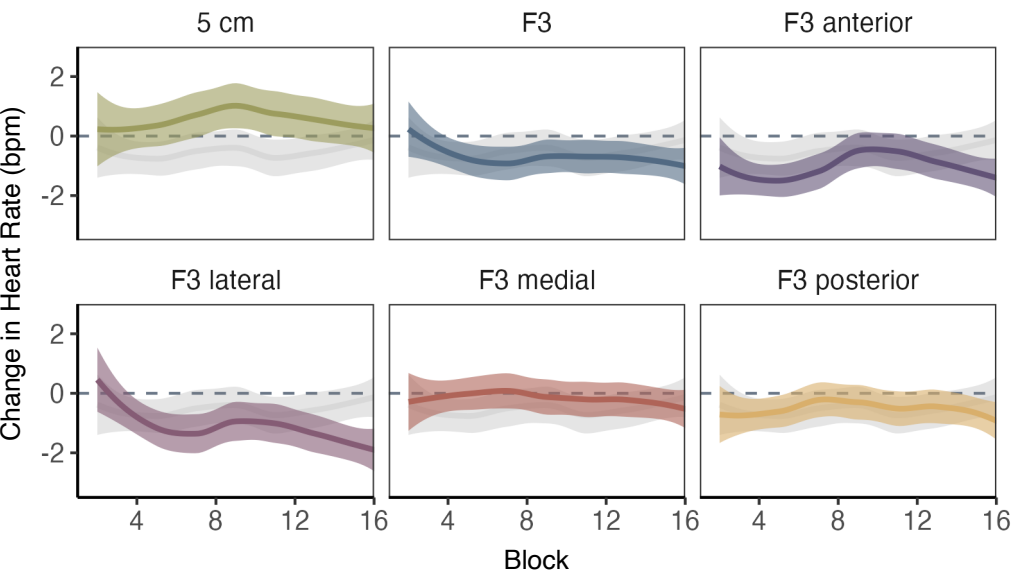 5 cm
F3
F3 anterior
2
0
-2
F3 lateral
F3 medial
F3 posterior
2
0
-2
4 8 12 16
4 8 12 16
4 8 12 16
Block
Change in Heart Rate (bpm)